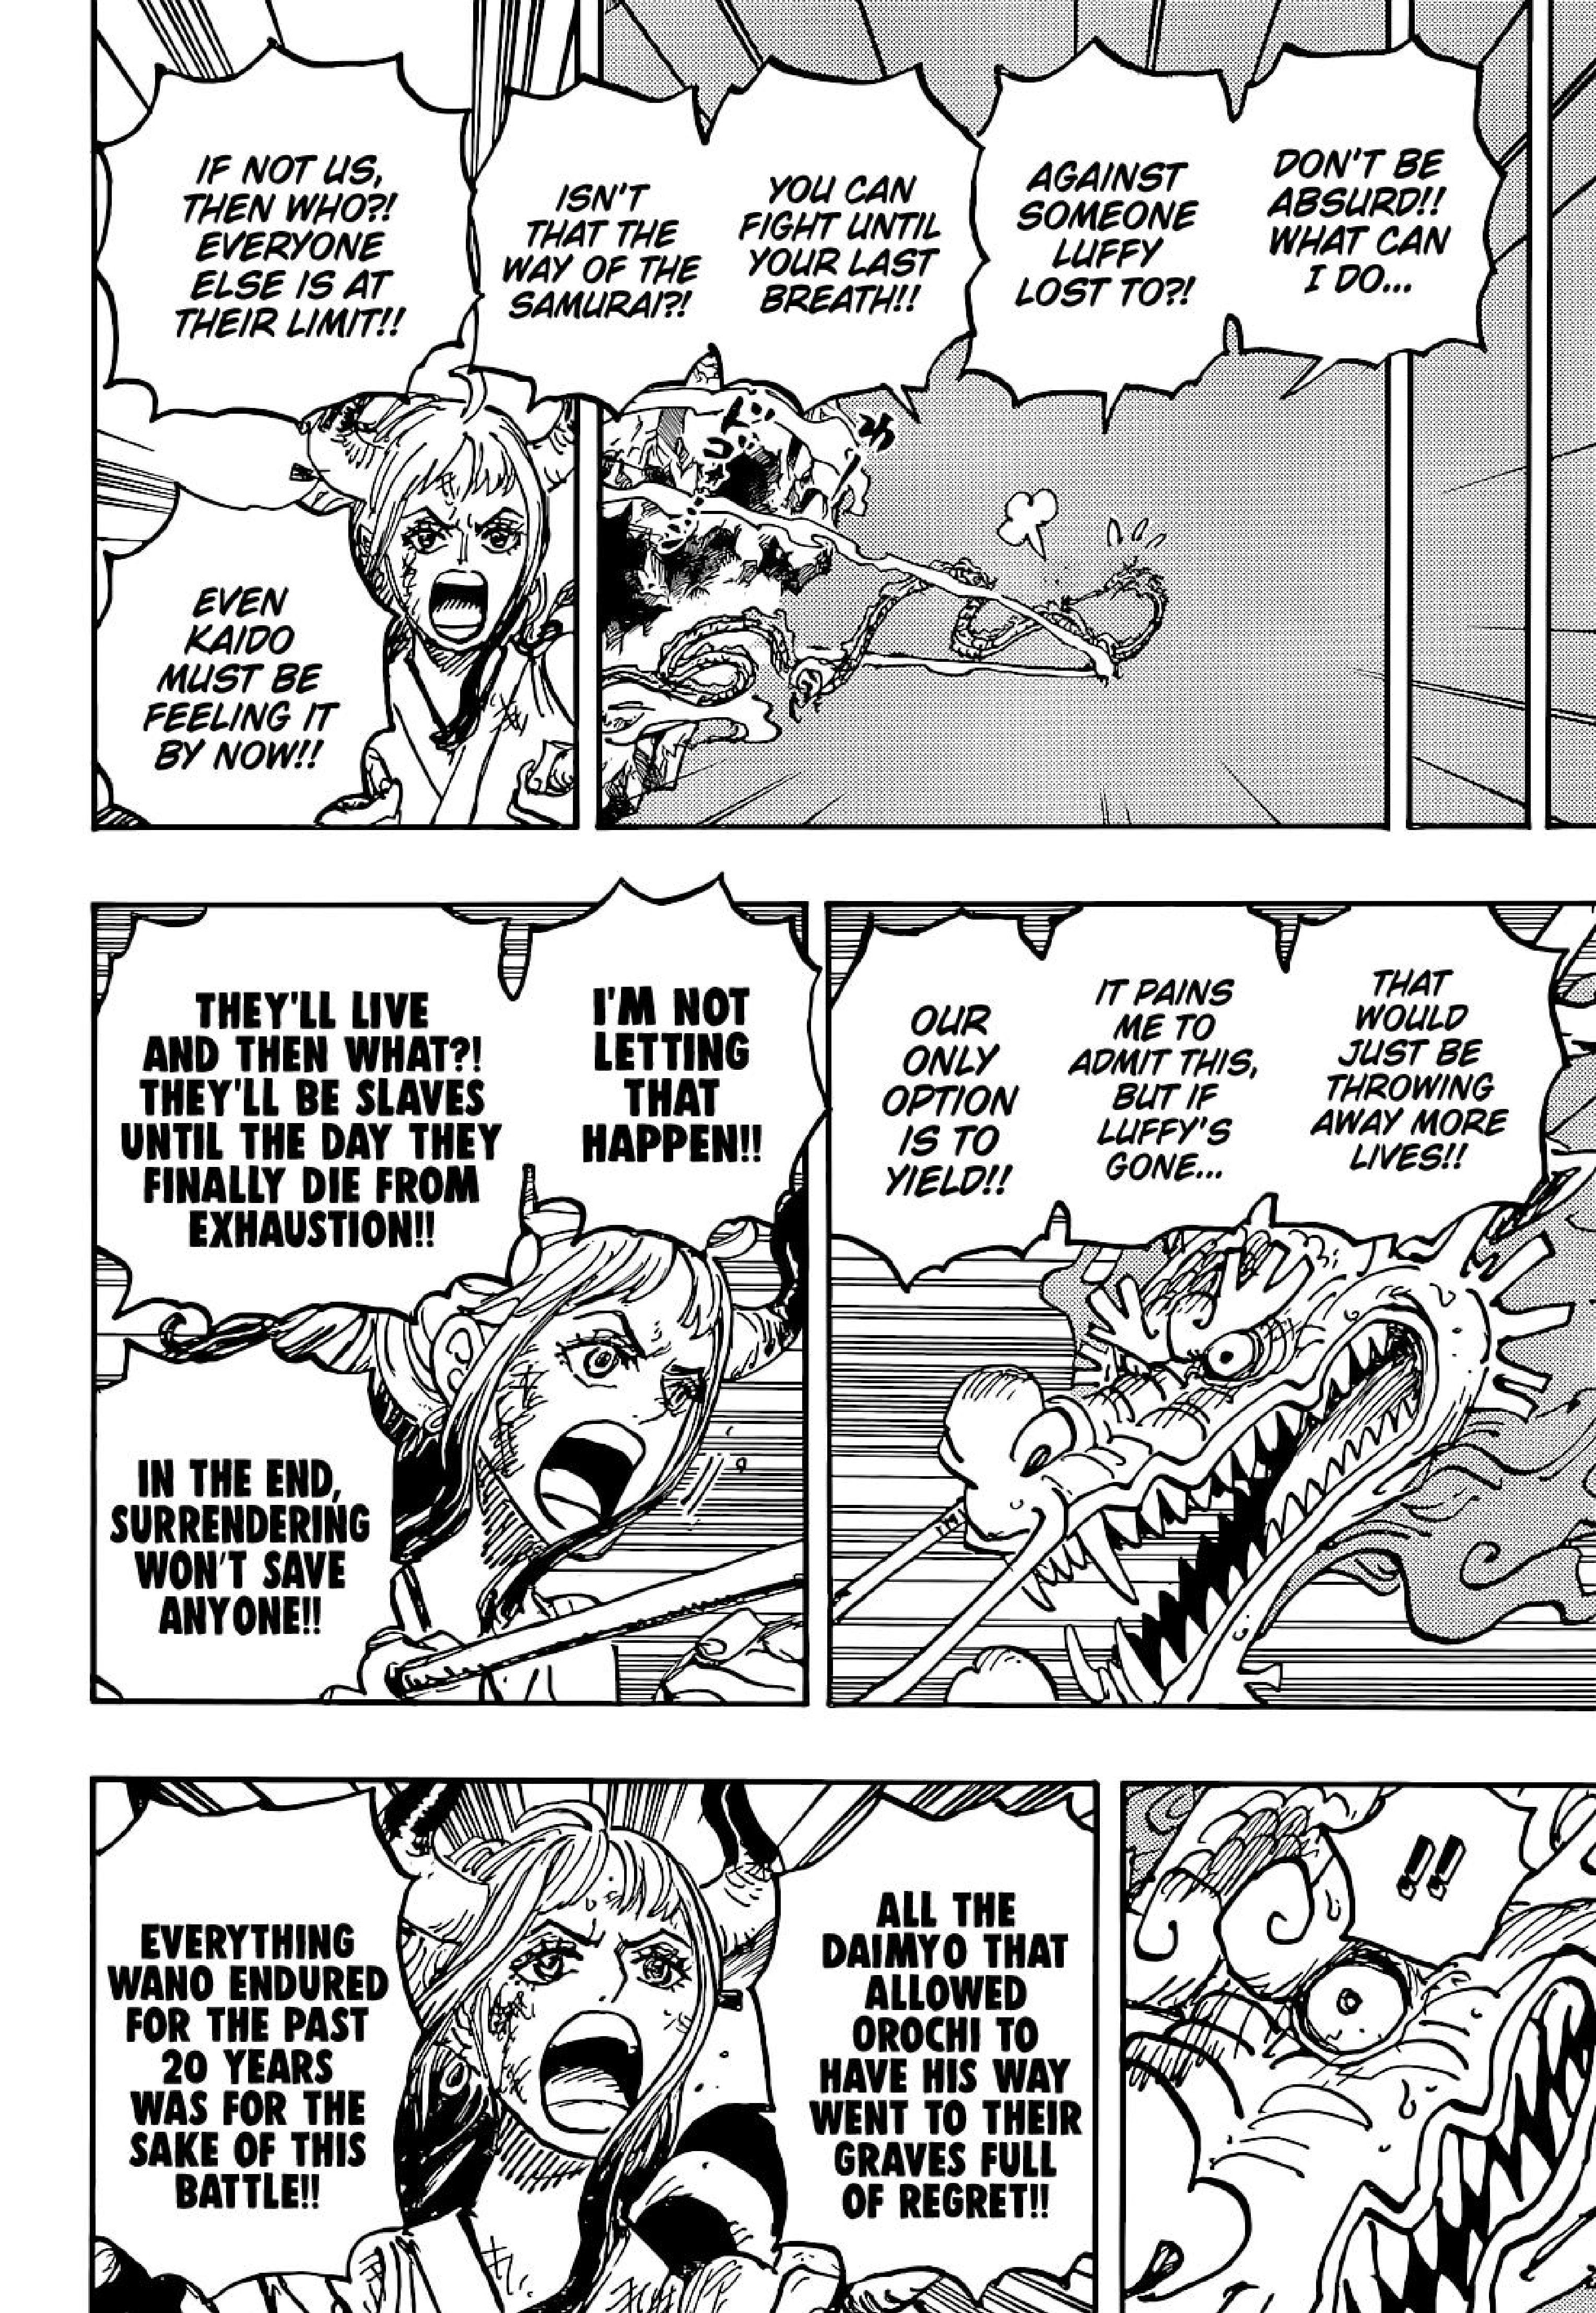 DON'T BE
ABSURD!!
WHAT CAN
I DO...
AGAINST
SOMEONE
LUFFY
LOST TO?!
YOU CAN
FIGHT UNTIL
YOUR LAST
BREATH!!
ISN'T
THAT THE
WAY OF THE
SAMURAI?!
IF NOT US,
THEN WHO?!
EVERYONE
ELSE IS AT
THEIR LIMIT!!
EVEN
KAIDO
MUST BE
FEELING IT
BY NOW!!
THAT
WOULD
JUST BE
THROWING
AWAY MORE
LIVES!!
IT PAINS
ME TO
ADMIT THIS,
BUT IF
LUFFY'S
GONE...
OUR
ONLY
OPTION
IS TO
YIELD!!
I'M NOT
LETTING
THAT
HAPPEN!!
THEY'LL LIVE
AND THEN WHAT?!
THEY'LL BE SLAVES
UNTIL THE DAY THEY
FINALLY DIE FROM
EXHAUSTION!!
IN THE END,
SURRENDERING
WON'T SAVE
ANYONE!!
!!
ALL THE
DAIMYO THAT
ALLOWED
OROCHI TO
HAVE HIS WAY
WENT TO THEIR
GRAVES FULL
OF REGRET!!
EVERYTHING
WANO ENDURED
FOR THE PAST
20 YEARS
WAS FOR THE
SAKE OF THIS
BATTLE!!